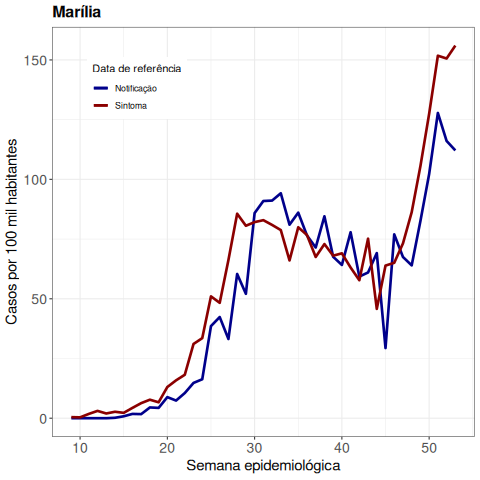 Marília
Data de referência
Notificação
Sintoma
150
100
50
0
10
20
30
40
50
Casos por 100 mil habitantes
Semana epidemiológica